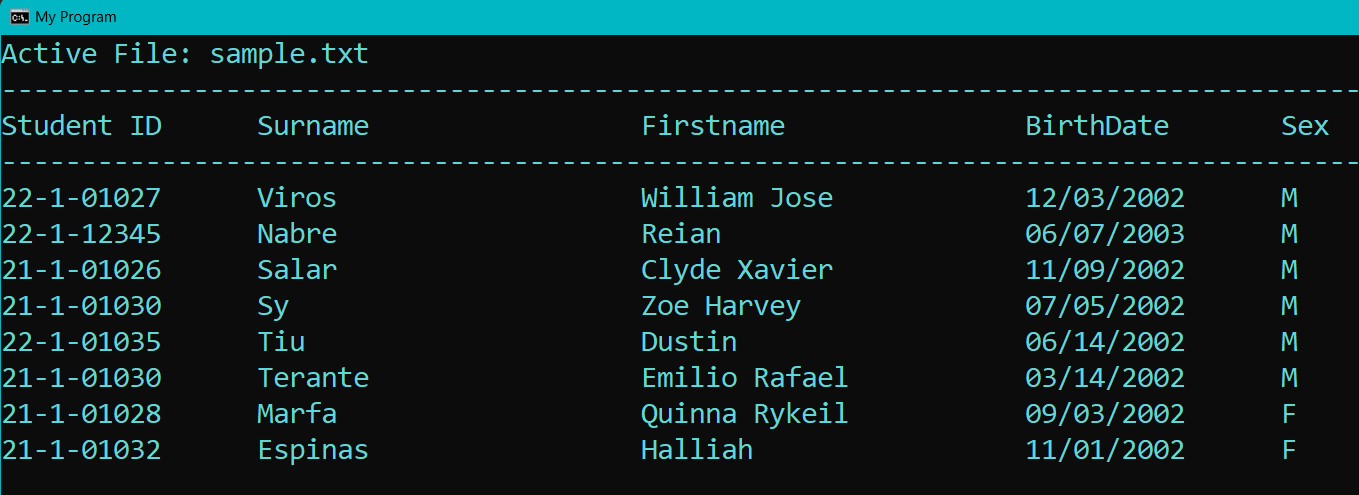 My Program
Active File: sample.txt
-------------------------------------------------------------------------------------
Student ID      Surname                 Firstname               BirthDate       Sex
-------------------------------------------------------------------------------------
22-1-01027      Viros                   William Jose            12/03/2002      M
22-1-12345      Nabre                   Reian                   06/07/2003      M
21-1-01026      Salar                   Clyde Xavier            11/09/2002      M
21-1-01030      Sy                      Zoe Harvey              07/05/2002      M
22-1-01035      Tiu                     Dustin                  06/14/2002      M
21-1-01030      Terante                 Emilio Rafael           03/14/2002      M
21-1-01028      Marfa                   Quinna Rykeil           09/03/2002      F
21-1-01032      Espinas                 Halliah                 11/01/2002      F